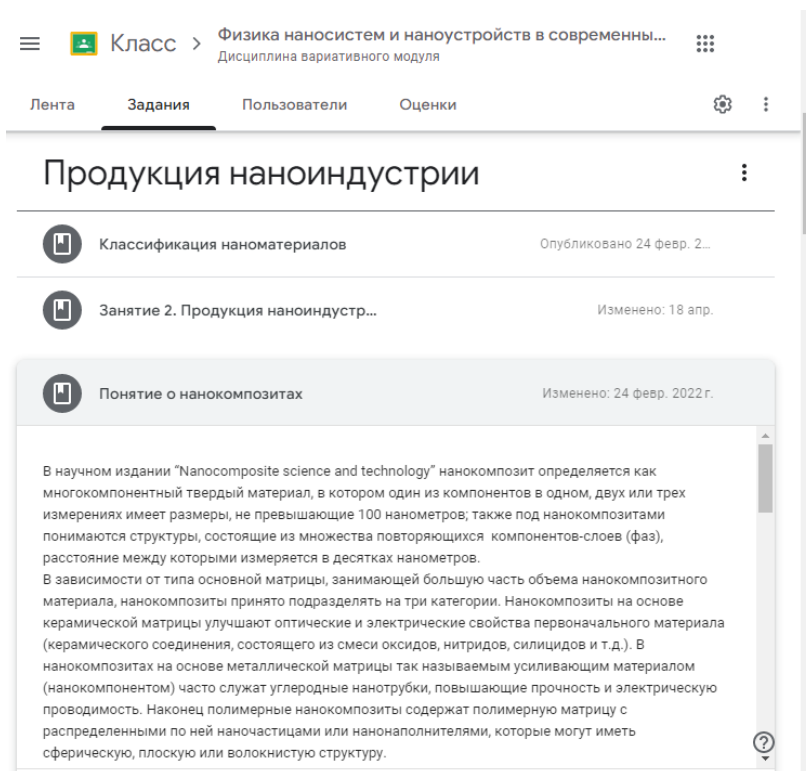 Класс > Физика наносистем и наноустройств в современны...
Дисциплина вариативного модуля
Лента Задания Пользователи Оценки
Продукция наноиндустрии
Классификация наноматериалов Опубликовано 24 февр. 2...
Занятие 2. Продукция наноиндустр... Изменено: 18 апр.
Понятие о нанокомпозитах Изменено: 24 февр. 2022 г.
В научном издании “Nanocomposite science and technology” нанокомпозит определяется как
многокомпонентный твердый материал, в котором один из компонентов в одном, двух или трех
измерениях имеет размеры, не превышающие 100 нанометров; также под нанокомпозитами
понимаются структуры, состоящие из множества повторяющихся компонентов-слоев (фаз),
расстояние между которыми измеряется в десятках нанометров.
В зависимости от типа основной матрицы, занимающей большую часть объема нанокомпозитного
материала, нанокомпозиты принято подразделять на три категории. Нанокомпозиты на основе
керамической матрицы улучшают оптические и электрические свойства первоначального материала
(керамического соединения, состоящего из смеси оксидов, нитридов, силицидов и т.д.). В
нанокомпозитах на основе металлической матрицы так называемым усиливающим материалом
(нанокомпонентом) часто служат углеродные нанотрубки, повышающие прочность и электрическую
проводимость. Наконец полимерные нанокомпозиты содержат полимерную матрицу с
распределенными по ней наночастицами или нанонаполнителями, которые могут иметь
сферическую, плоскую или волокнистую структуру.